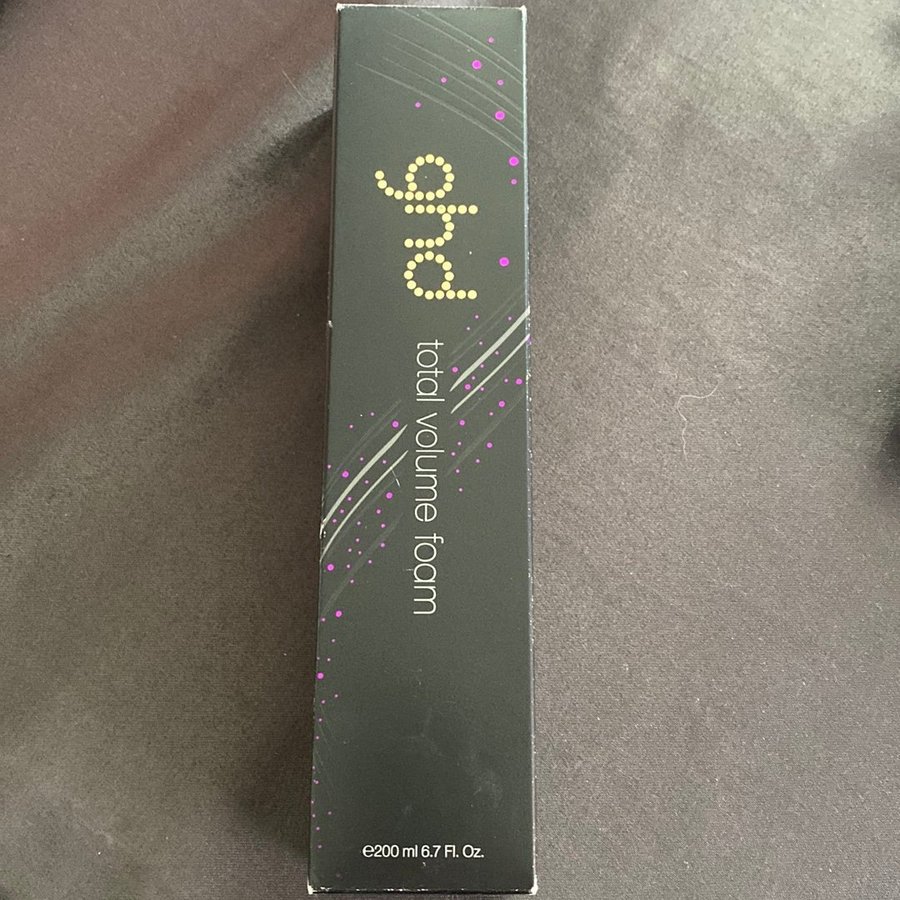 ghd
total volume foam
℮200 ml 6.7 Fl. Oz.